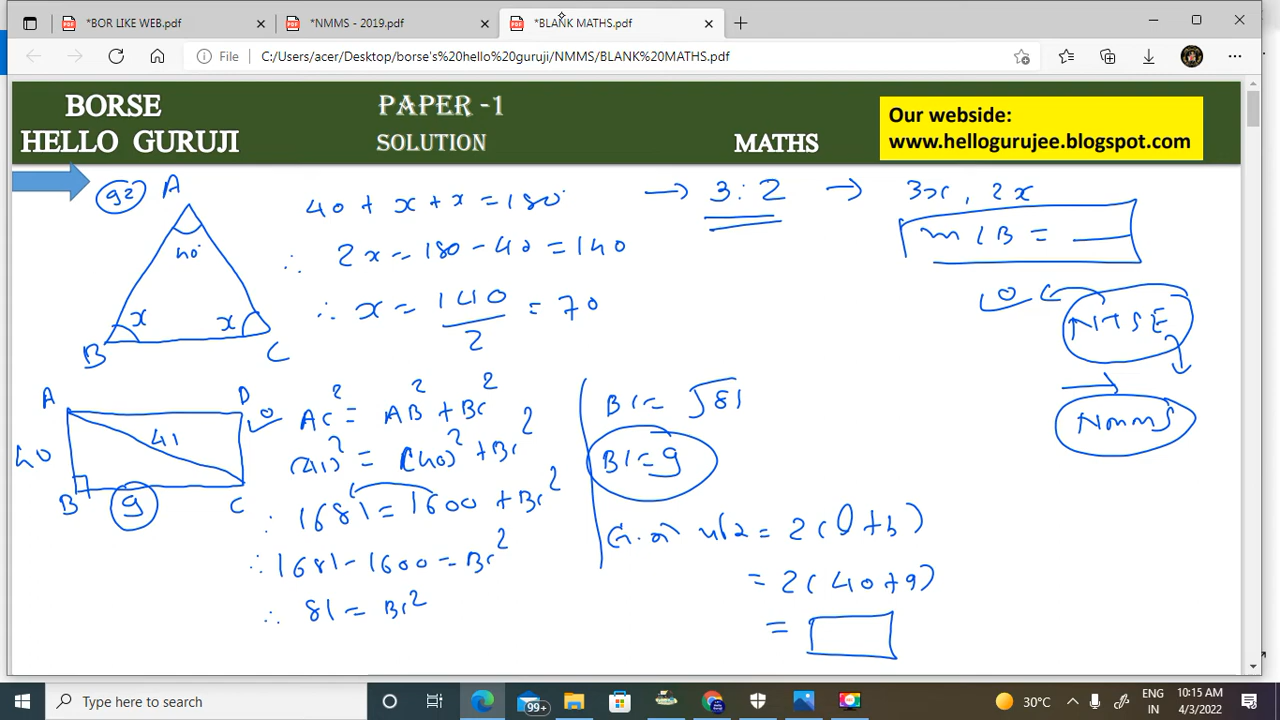 *BOR LIKE WEB.pdf
*NMMS - 2019.pdf
*BLANK MATHS.pdf
File C:/Users/acer/Desktop/borse's%20hello%20guruji/NMMS/BLANK%20MATHS.pdf
BORSE
HELLO GURUJI
PAPER -1
SOLUTION
MATHS
Our webside:
www.hellogurujee.blogspot.com
92
A
40°
x
x
B
C
40 + x + x = 180°
∴ 2x = 180 - 40 = 140
∴ x = 140/2 = 70
→ 3:2 → 3x, 2x
m∠B =
NTSE
NMMS
A
D
40
41
B
9
C
AC² = AB² + BC²
(41)² = (40)² + BC²
∴ 1681 = 1600 + BC²
∴ 1681 - 1600 = BC²
∴ 81 = BC²
BC = √81
BC = 9
= 2(l+b)
= 2(40+9)
=
Type here to search
99+
30°C
ENG
IN
10:15 AM
4/3/2022